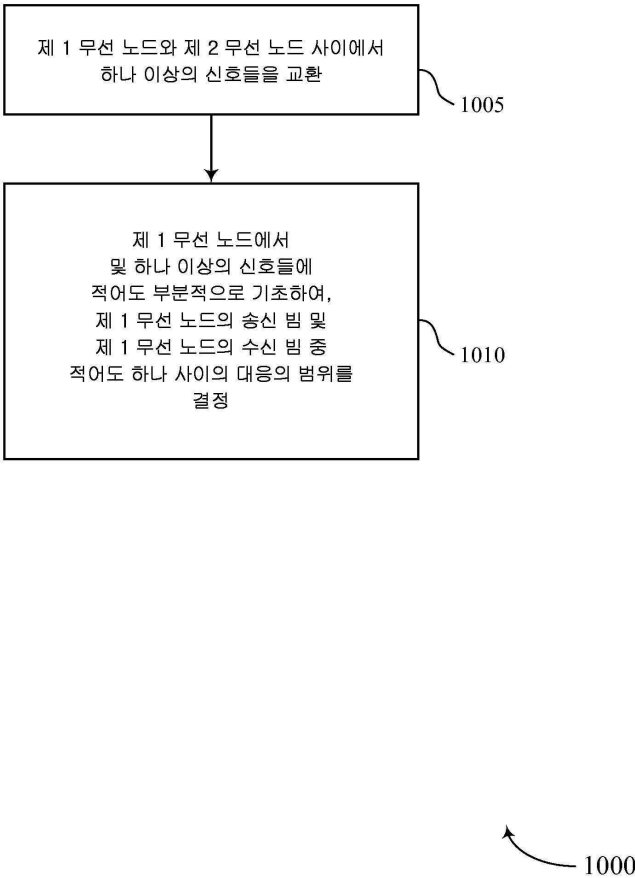 제 1 무선 노드와 제 2 무선 노드 사이에서
하나 이상의 신호들을 교환
1005
제 1 무선 노드에서
및 하나 이상의 신호들에
적어도 부분적으로 기초하여,
제 1 무선 노드의 송신 빔 및
제 1 무선 노드의 수신 빔 중
적어도 하나 사이의 대응의 범위를
결정
1010
1000